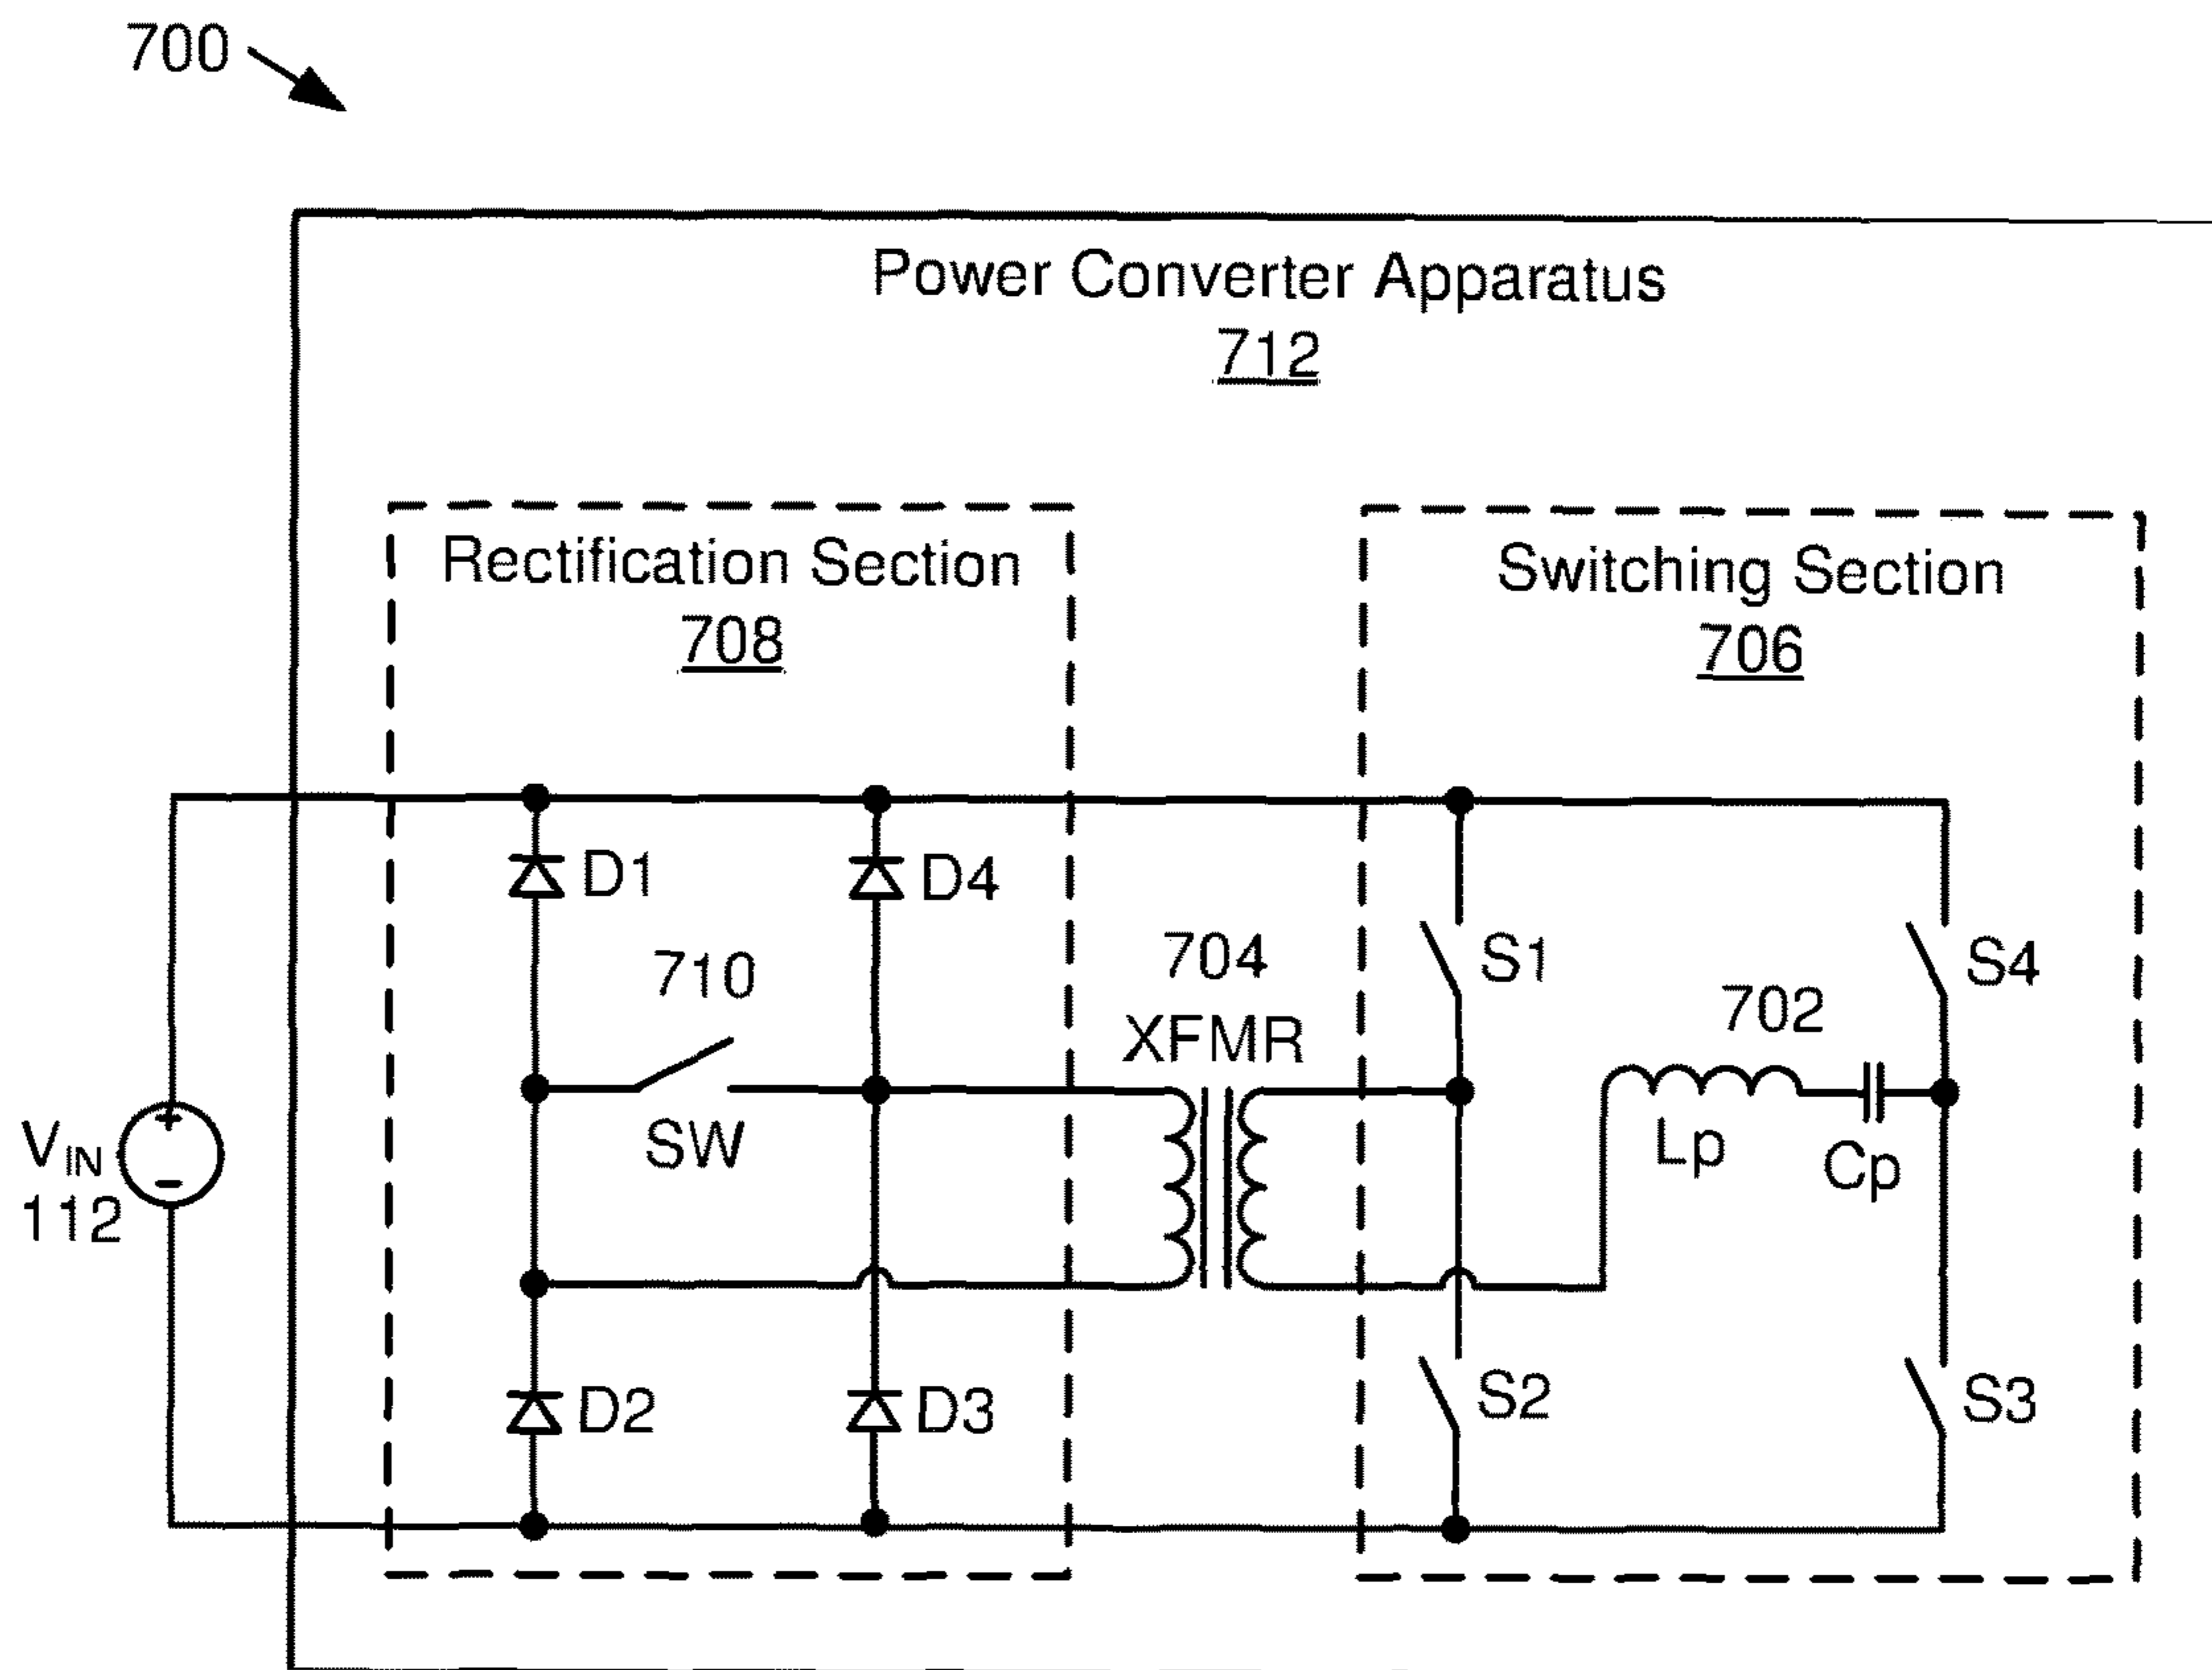 700
Power Converter Apparatus
712
Rectification Section
708
Switching Section
706
D1
D4
710
SW
704
XFMR
S1
S4
702
Lp
Cp
+
VIN
−
112
D2
D3
S2
S3